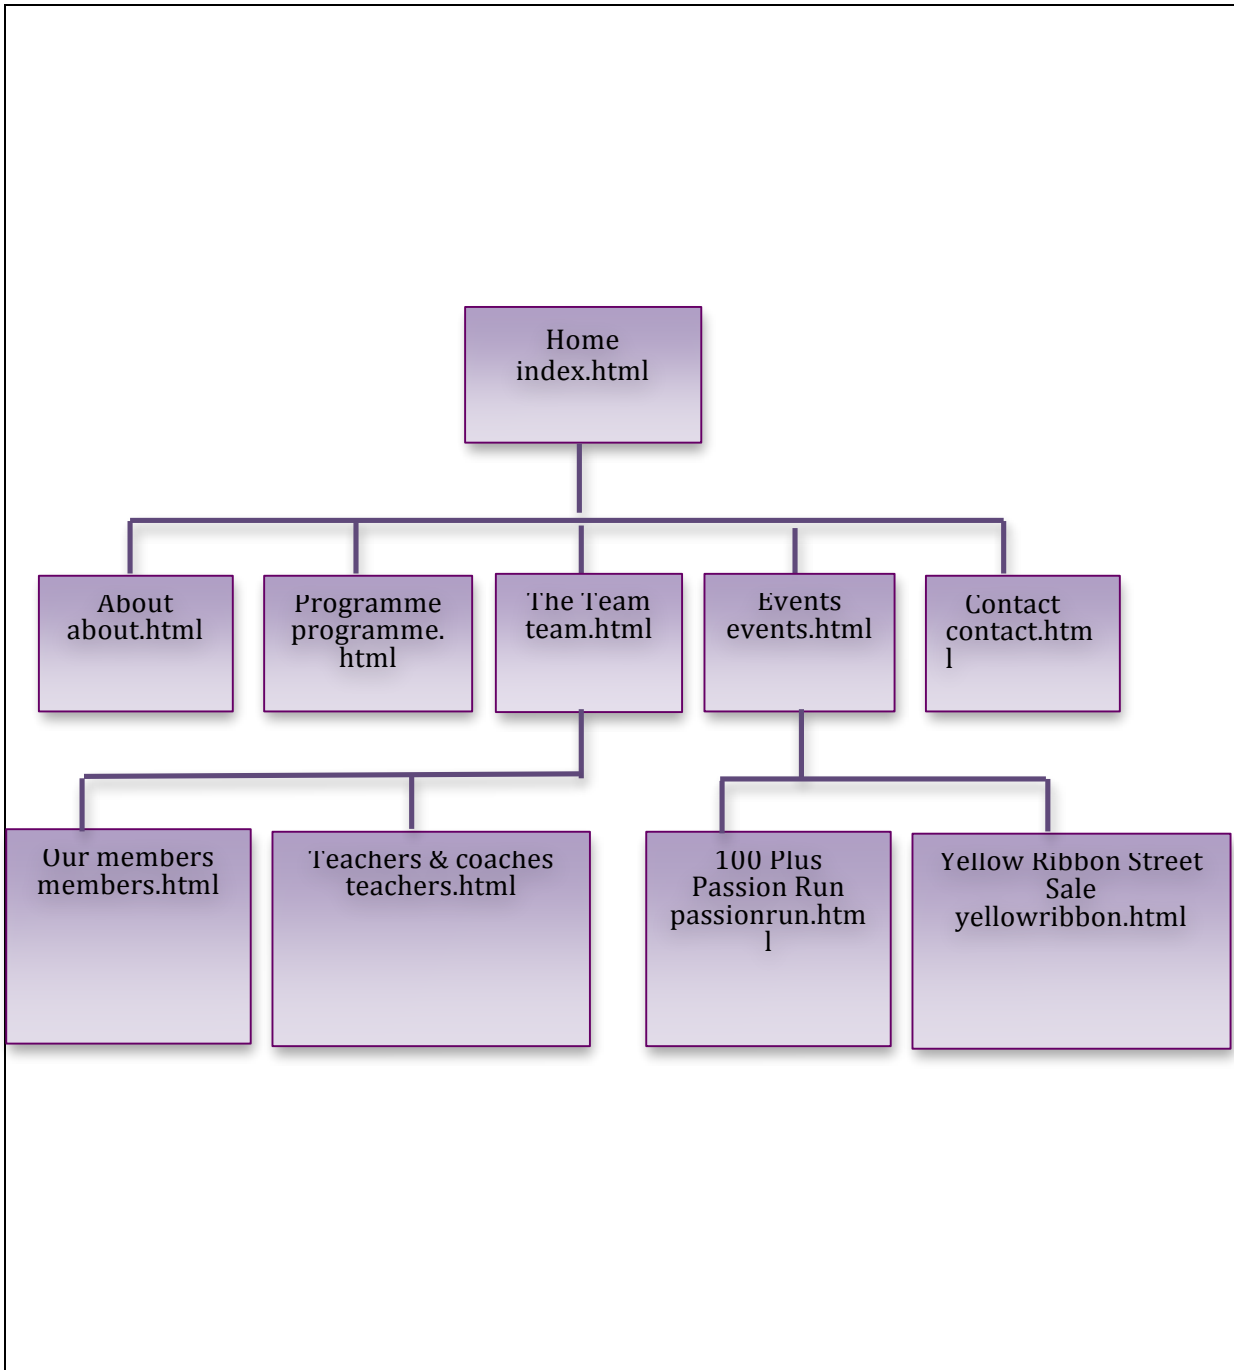 Home
index.html
About
about.html
Programme
programme.
html
The Team
team.html
Events
events.html
Contact
contact.htm
l
Our members
members.html
Teachers & coaches
teachers.html
100 Plus
Passion Run
passionrun.htm
l
Yellow Ribbon Street
Sale
yellowribbon.html